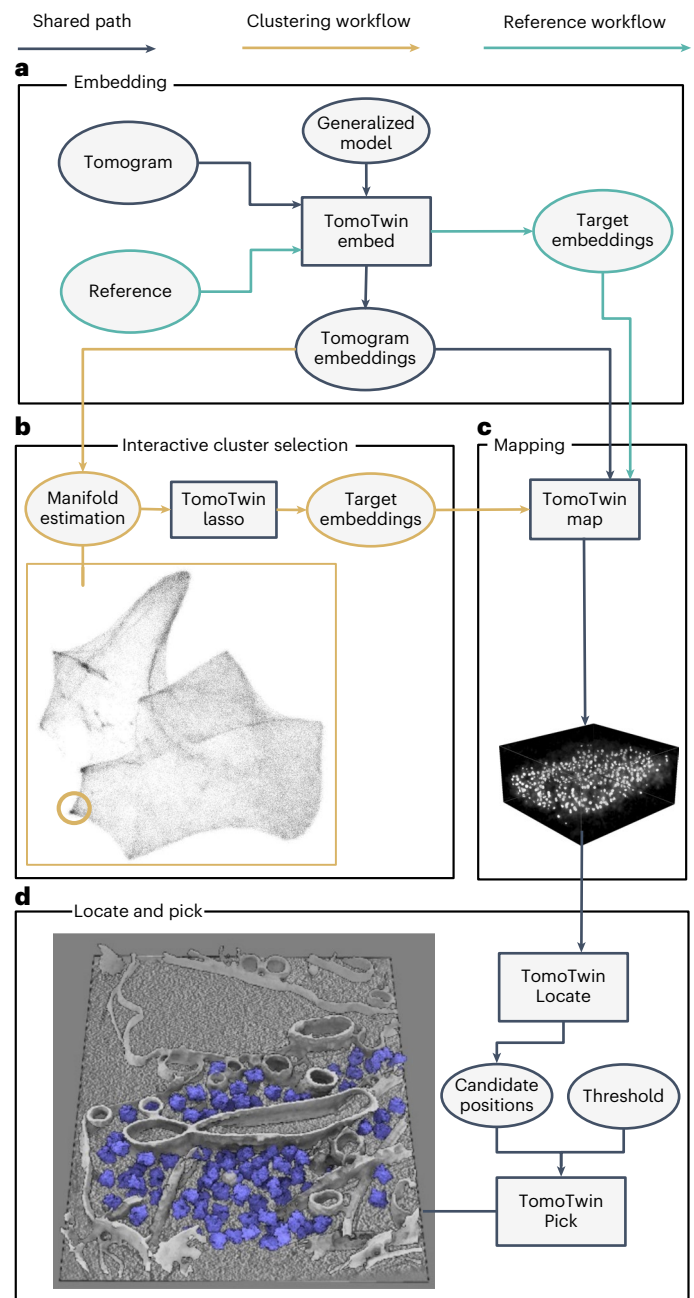 Shared path
Clustering workflow
Reference workflow
a
Embedding
Generalized
model
Tomogram
TomoTwin
embed
Target
embeddings
Reference
Tomogram
embeddings
b
Interactive cluster selection
c
Mapping
Manifold
estimation
TomoTwin
lasso
Target
embeddings
TomoTwin
map
d
Locate and pick
TomoTwin
Locate
Candidate
positions
Threshold
TomoTwin
Pick